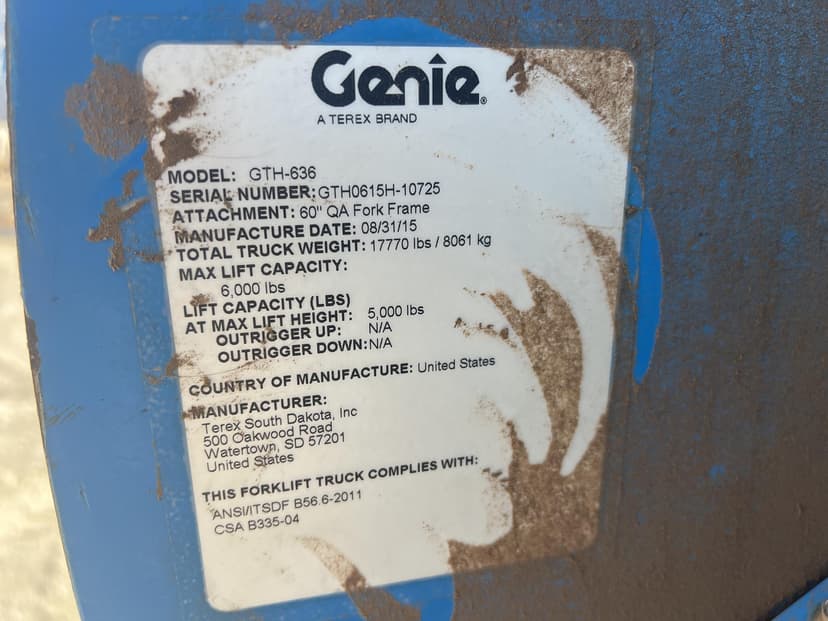 Genie®
A TEREX BRAND
MODEL: GTH-636
SERIAL NUMBER: GTH0615H-10725
ATTACHMENT: 60" QA Fork Frame
MANUFACTURE DATE: 08/31/15
TOTAL TRUCK WEIGHT: 17770 lbs / 8061 kg
MAX LIFT CAPACITY:
6,000 lbs
LIFT CAPACITY (LBS)
AT MAX LIFT HEIGHT: 5,000 lbs
OUTRIGGER UP: N/A
OUTRIGGER DOWN: N/A
COUNTRY OF MANUFACTURE: United States
MANUFACTURER:
Terex South Dakota, Inc
500 Oakwood Road
Watertown, SD 57201
United States
THIS FORKLIFT TRUCK COMPLIES WITH:
ANSI/ITSDF B56.6-2011
CSA B335-04